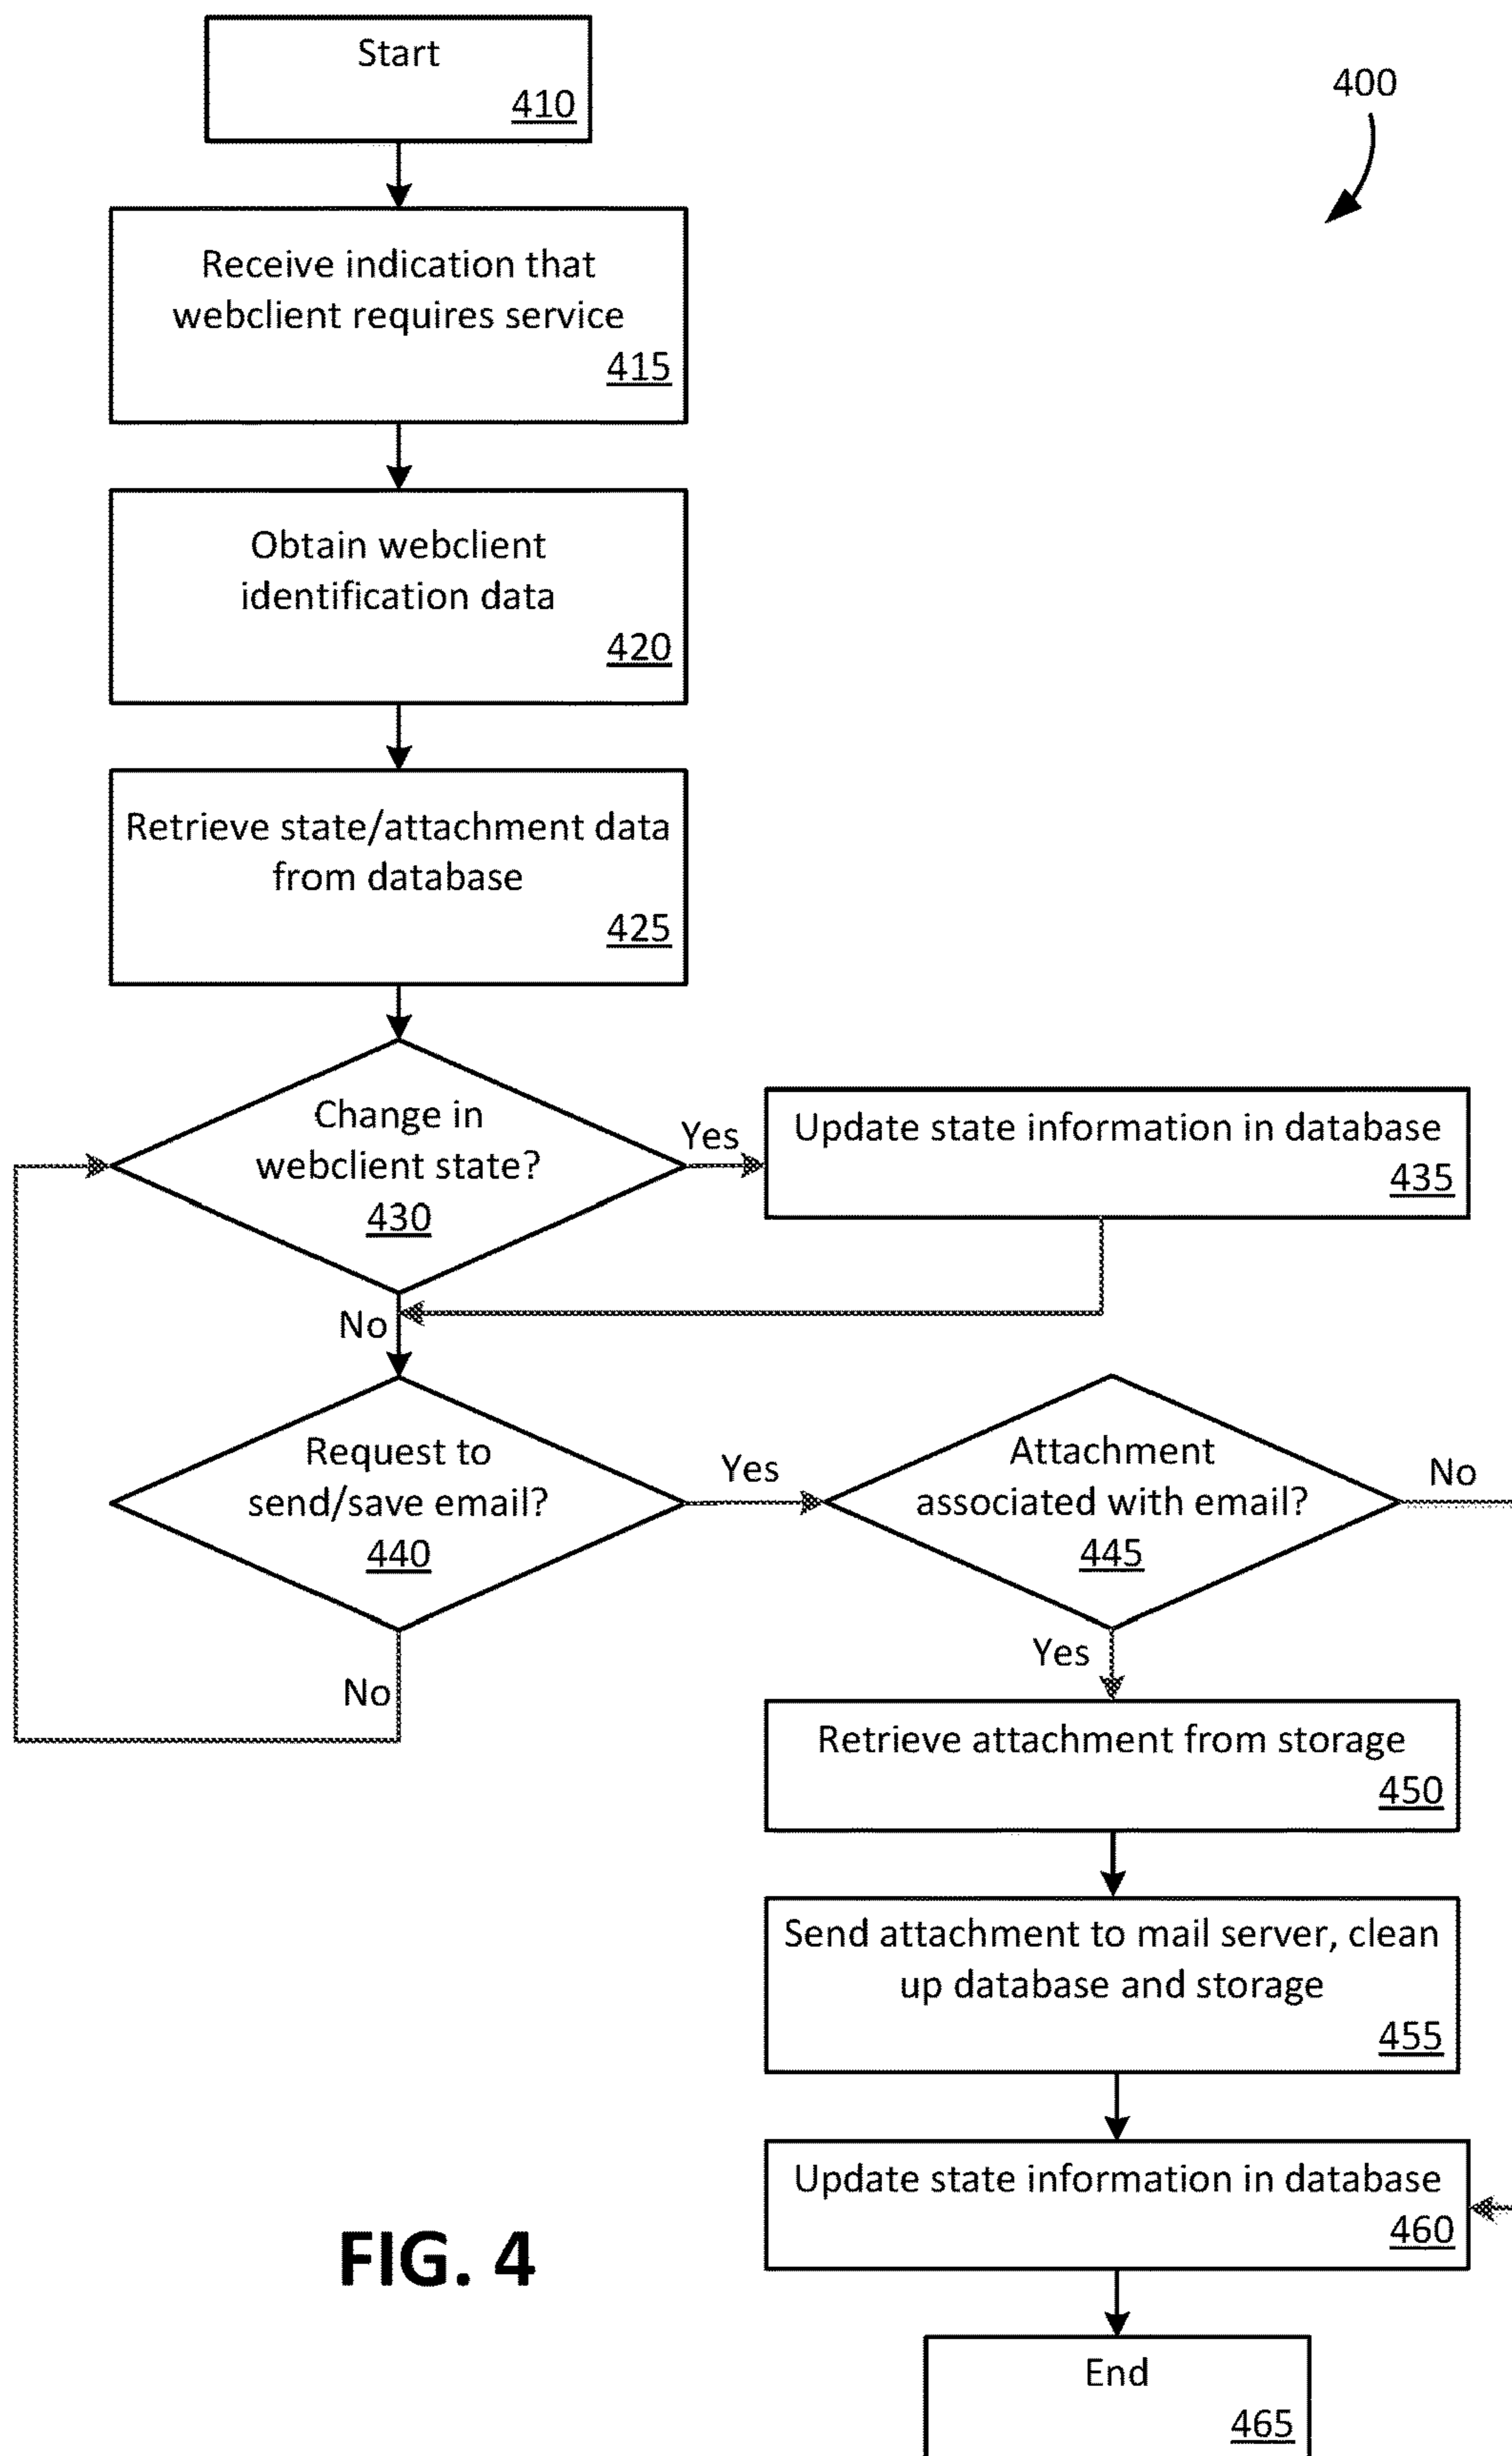 Start
410
400
Receive indication that
webclient requires service
415
Obtain webclient
identification data
420
Retrieve state/attachment data
from database
425
Change in
webclient state?
430
Yes
Update state information in database
435
No
Request to
send/save email?
440
Yes
Attachment
associated with email?
445
No
Yes
No
Retrieve attachment from storage
450
Send attachment to mail server, clean
up database and storage
455
Update state information in database
460
FIG. 4
End
465